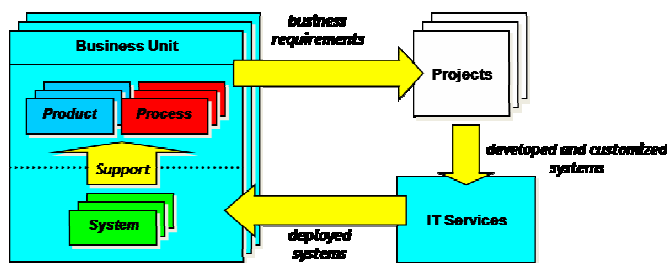 business
requirements
Business Unit
Projects
Product
Process
developed and customized
systems
Support
System
IT Services
deployed
systems